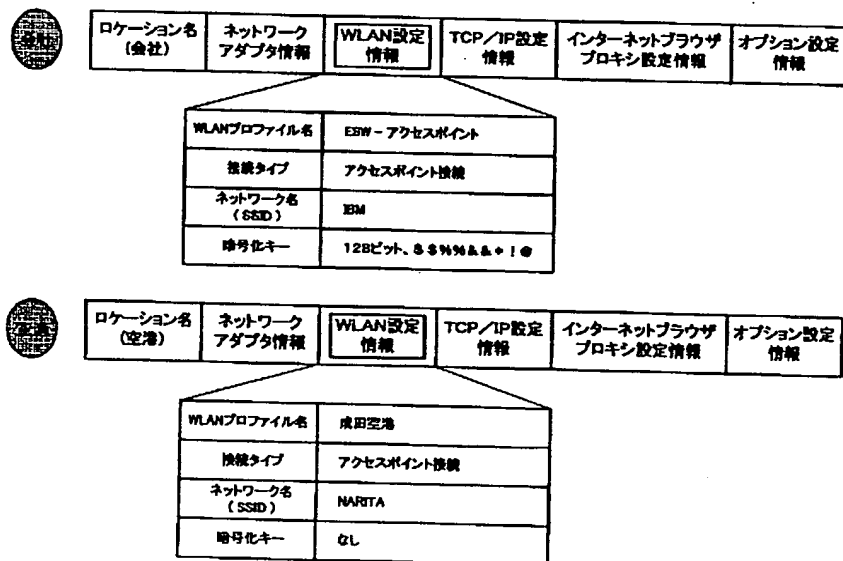 会社
ロケーション名
(会社)
ネットワーク
アダプタ情報
WLAN設定
情報
TCP/IP設定
情報
インターネットブラウザ
プロキシ設定情報
オプション設定
情報
WLANプロファイル名
ESW-アクセスポイント
接続タイプ
アクセスポイント接続
ネットワーク名
(SSID)
IBM
暗号化キー
128ビット、
ロケーション名
(空港)
ネットワーク
アダプタ情報
WLAN設定
情報
TCP/IP設定
情報
インターネットブラウザ
プロキシ設定情報
オプション設定
情報
WLANプロファイル名
成田空港
接続タイプ
アクセスポイント接続
ネットワーク名
(SSID)
NARITA
暗号化キー
なし